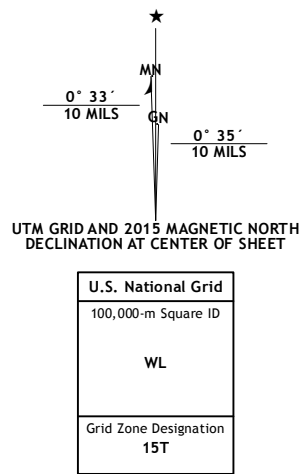 ★
MN
GN
0° 33´
10 MILS
0° 35´
10 MILS
UTM GRID AND 2015 MAGNETIC NORTH
DECLINATION AT CENTER OF SHEET
U.S. National Grid
100,000-m Square ID
WL
Grid Zone Designation
15T